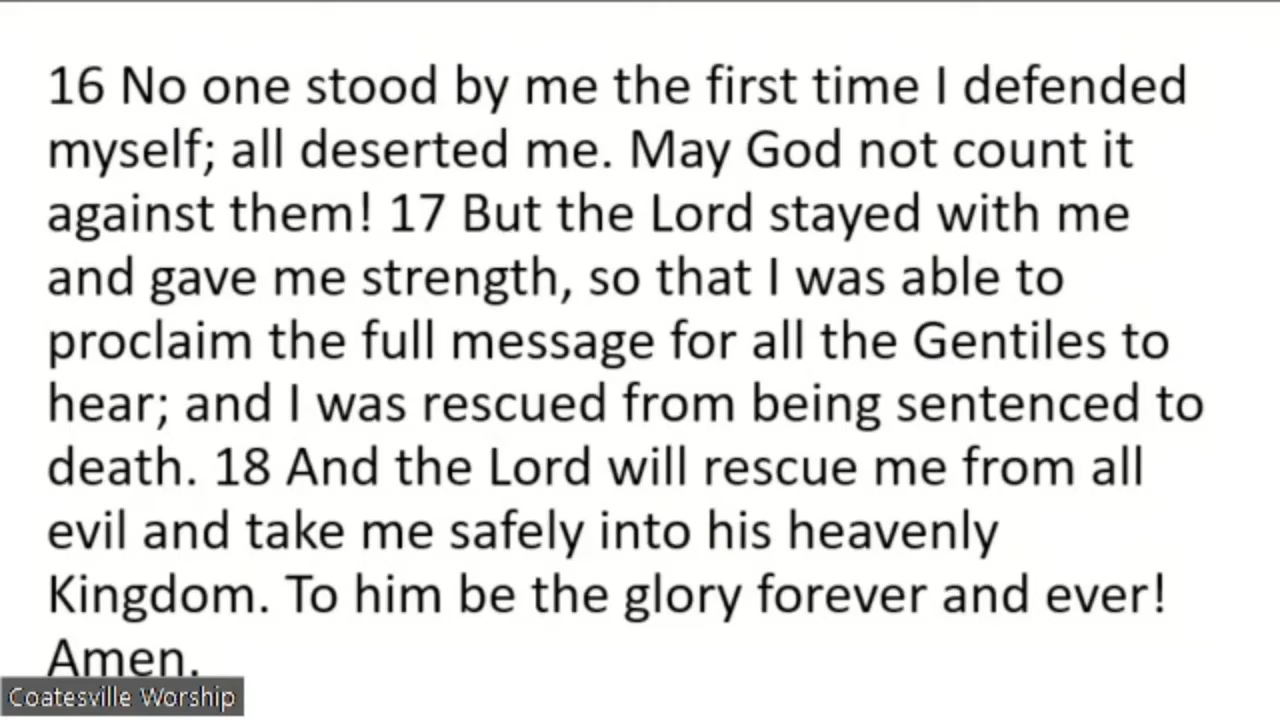 16 No one stood by me the first time I defended
myself; all deserted me. May God not count it
against them! 17 But the Lord stayed with me
and gave me strength, so that I was able to
proclaim the full message for all the Gentiles to
hear; and I was rescued from being sentenced to
death. 18 And the Lord will rescue me from all
evil and take me safely into his heavenly
Kingdom. To him be the glory forever and ever!
Amen.
Coatesville Worship